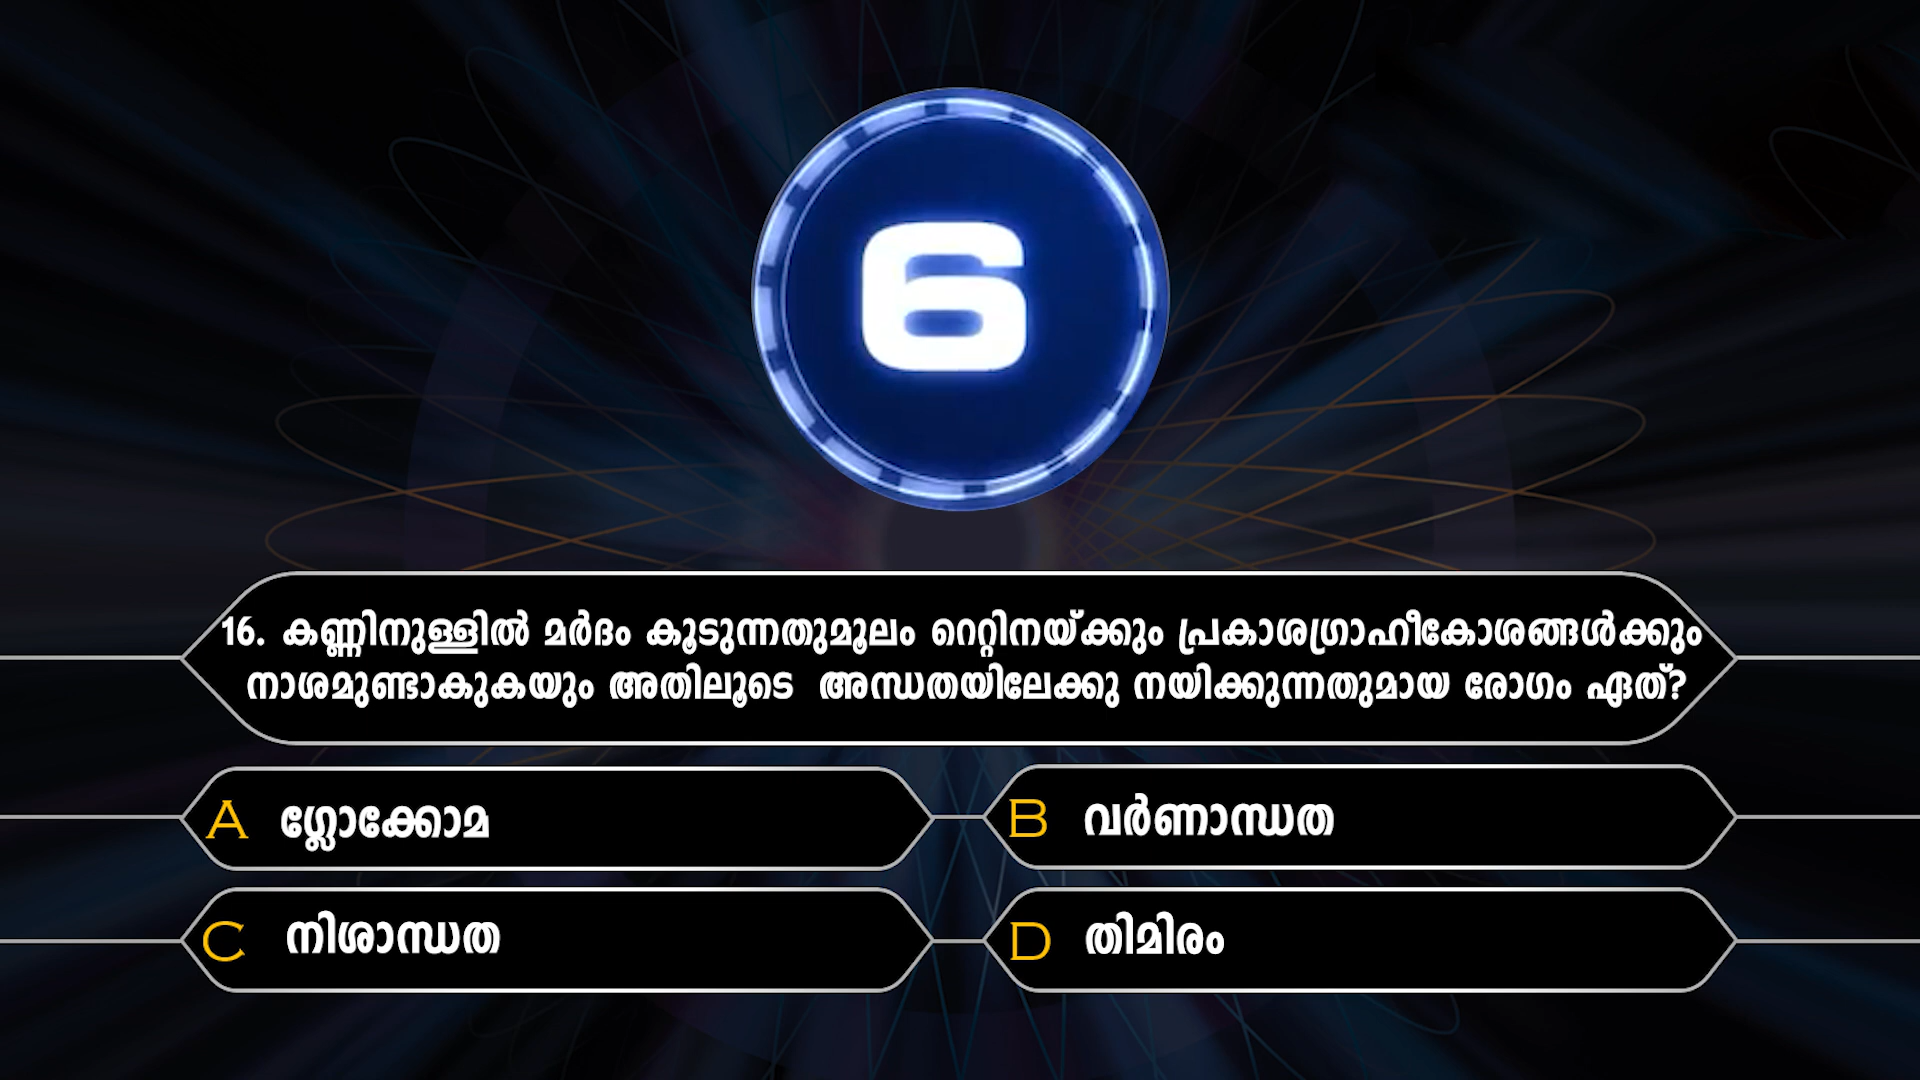 6
16. കണ്ണിനുള്ളിൽ മർദം കൂടുന്നതുമൂലം റെറ്റിനയ്ക്കും പ്രകാശഗ്രാഹീകോശങ്ങൾക്കും
നാശമുണ്ടാകുകയും അതിലൂടെ അന്ധതയിലേക്കു നയിക്കുന്നതുമായ രോഗം ഏത്?
A ഗ്ലോക്കോമ
B വർണാന്ധത
C നിശാന്ധത
D തിമിരം